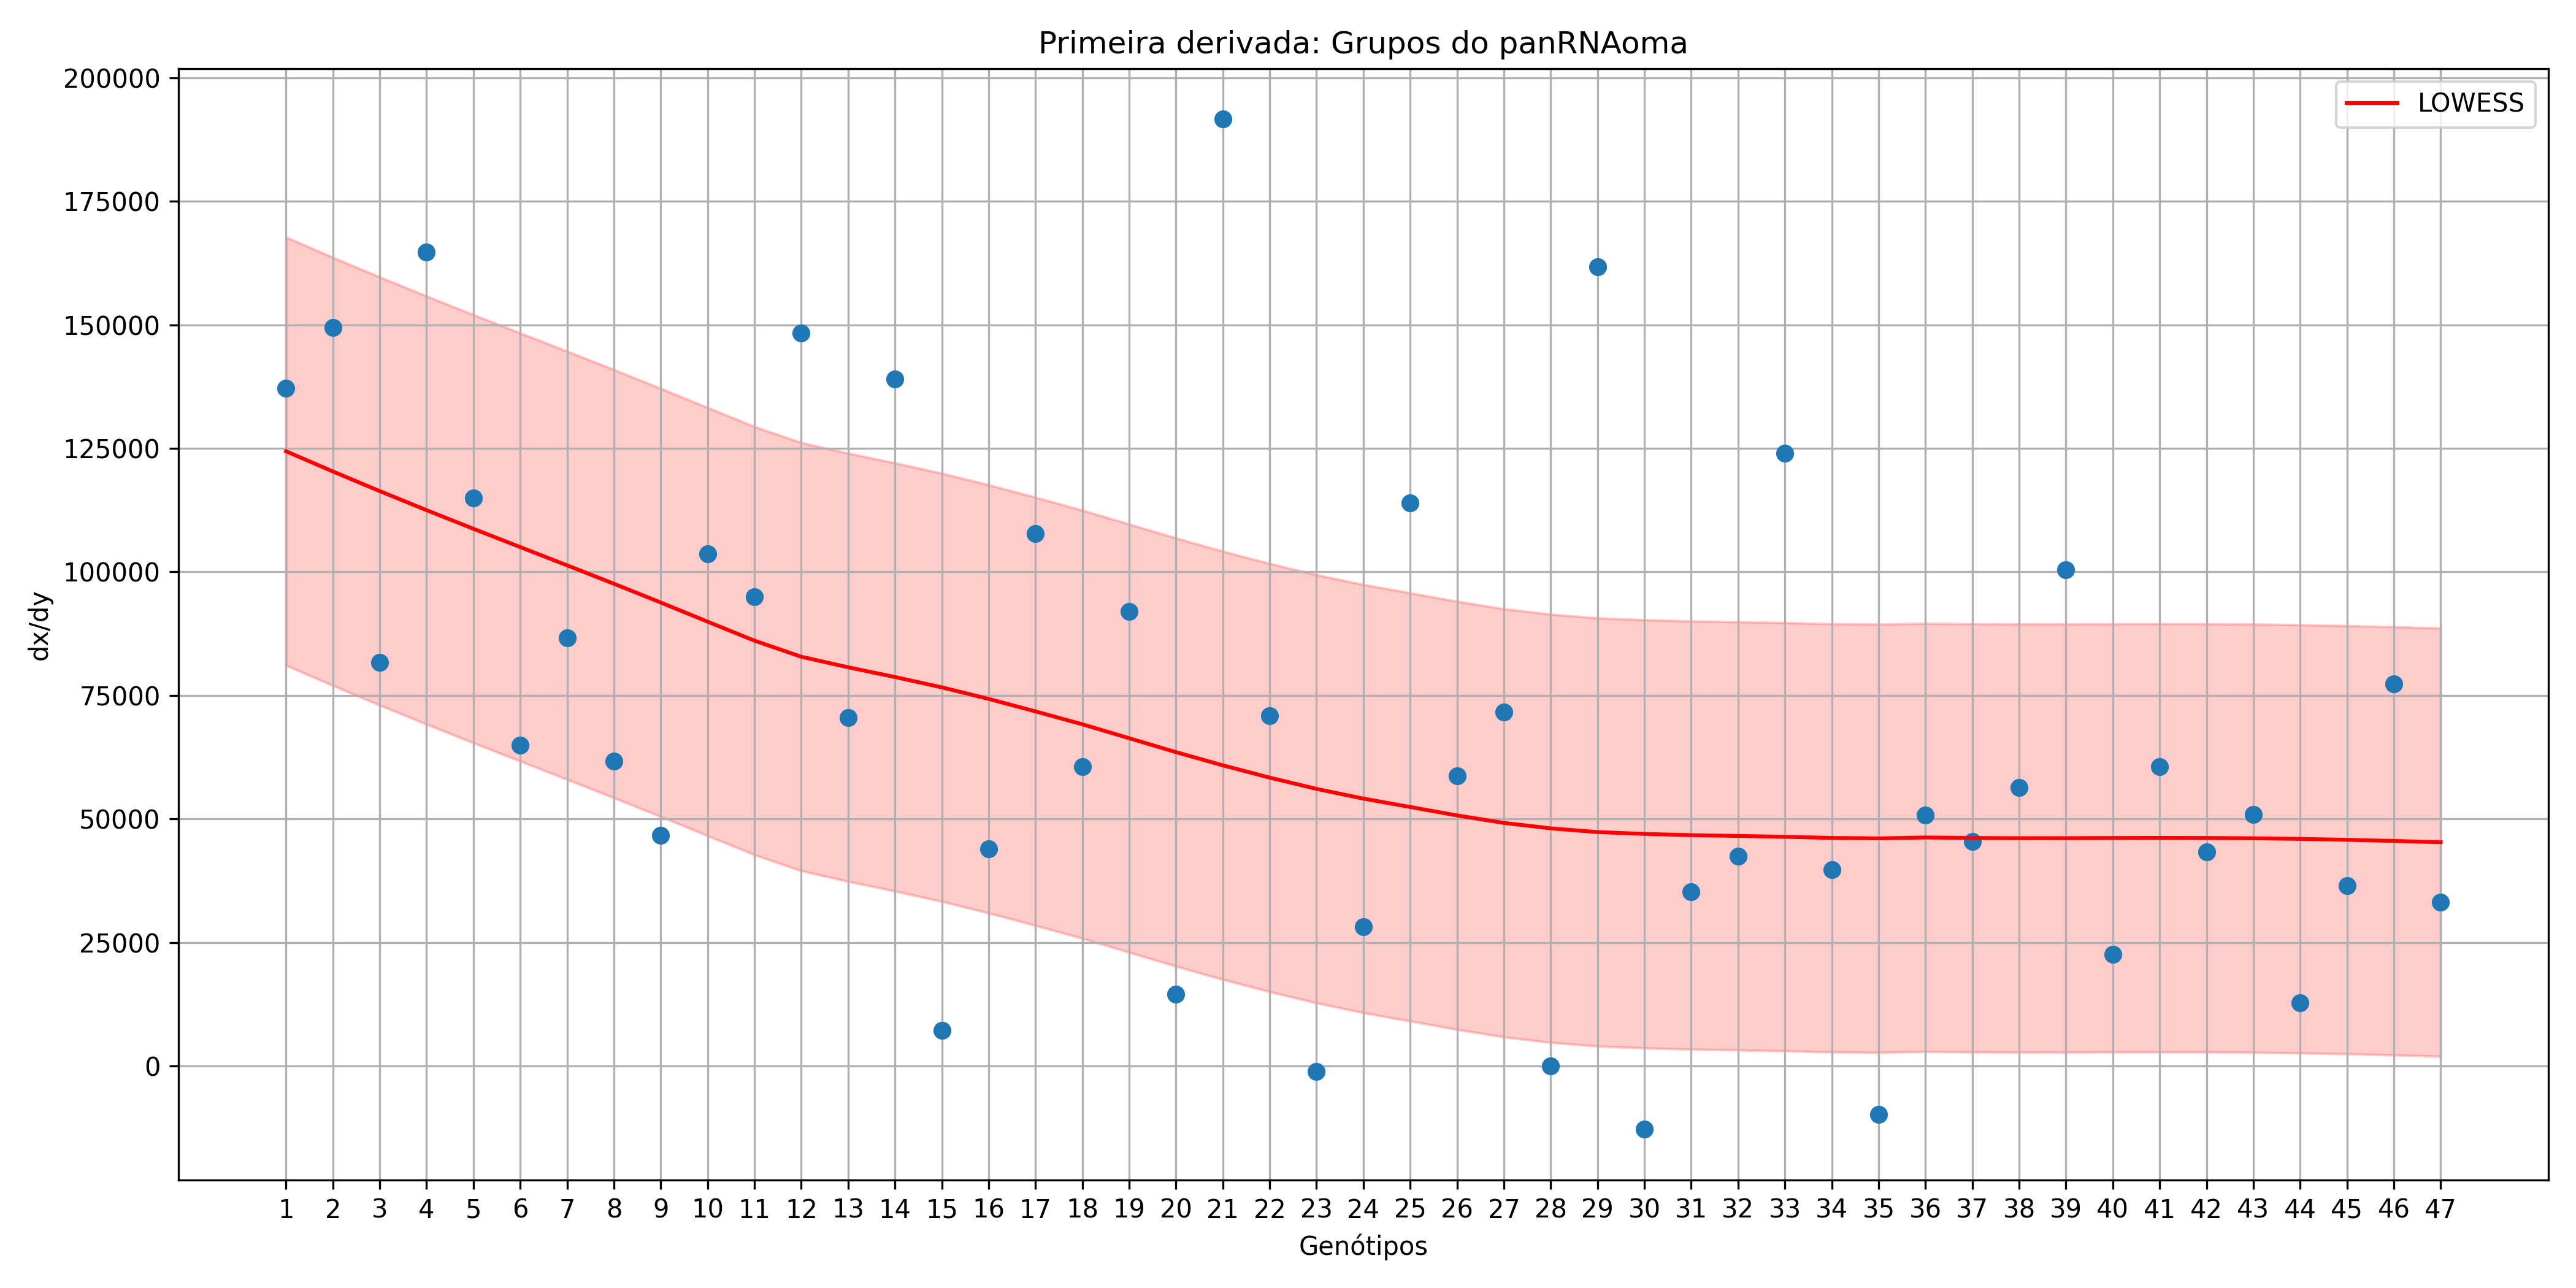 Primeira derivada: Grupos do panRNAoma
LOWESS
200000
175000
150000
125000
100000
75000
50000
25000
0
dx/dy
1 2 3 4 5 6 7 8 9 10 11 12 13 14 15 16 17 18 19 20 21 22 23 24 25 26 27 28 29 30 31 32 33 34 35 36 37 38 39 40 41 42 43 44 45 46 47
Genótipos